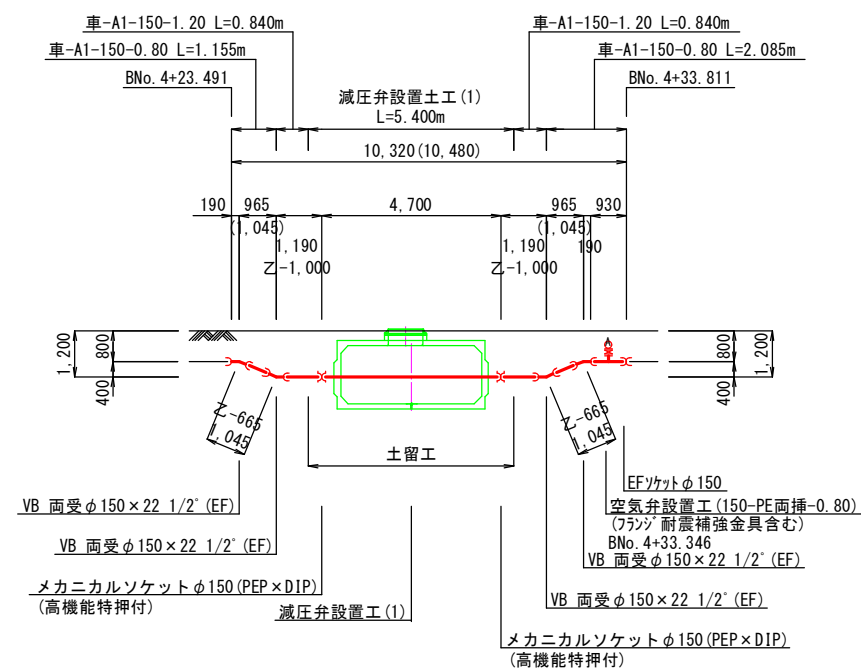 車-A1-150-1.20 L=0.840m
車-A1-150-1.20 L=0.840m
車-A1-150-0.80 L=1.155m
車-A1-150-0.80 L=2.085m
BNo.4+23.491
BNo.4+33.811
減圧弁設置土工(1)
L=5.400m
10,320(10,480)
190
965
4,700
965
930
(1,045)
(1,045)
1,190
1,190
190
乙-1,000
乙-1,000
1,200
800
400
800
1,200
400
乙-665
1,045
乙-665
1,045
土留工
EFソケットφ150
VB 両受φ150×22 1/2°(EF)
空気弁設置工(150-PE両挿-0.80)
(フランジ耐震補強金具含む)
BNo.4+33.346
VB 両受φ150×22 1/2°(EF)
VB 両受φ150×22 1/2°(EF)
メカニカルソケットφ150(PEP×DIP)
(高機能特押付)
減圧弁設置工(1)
VB 両受φ150×22 1/2°(EF)
メカニカルソケットφ150(PEP×DIP)
(高機能特押付)